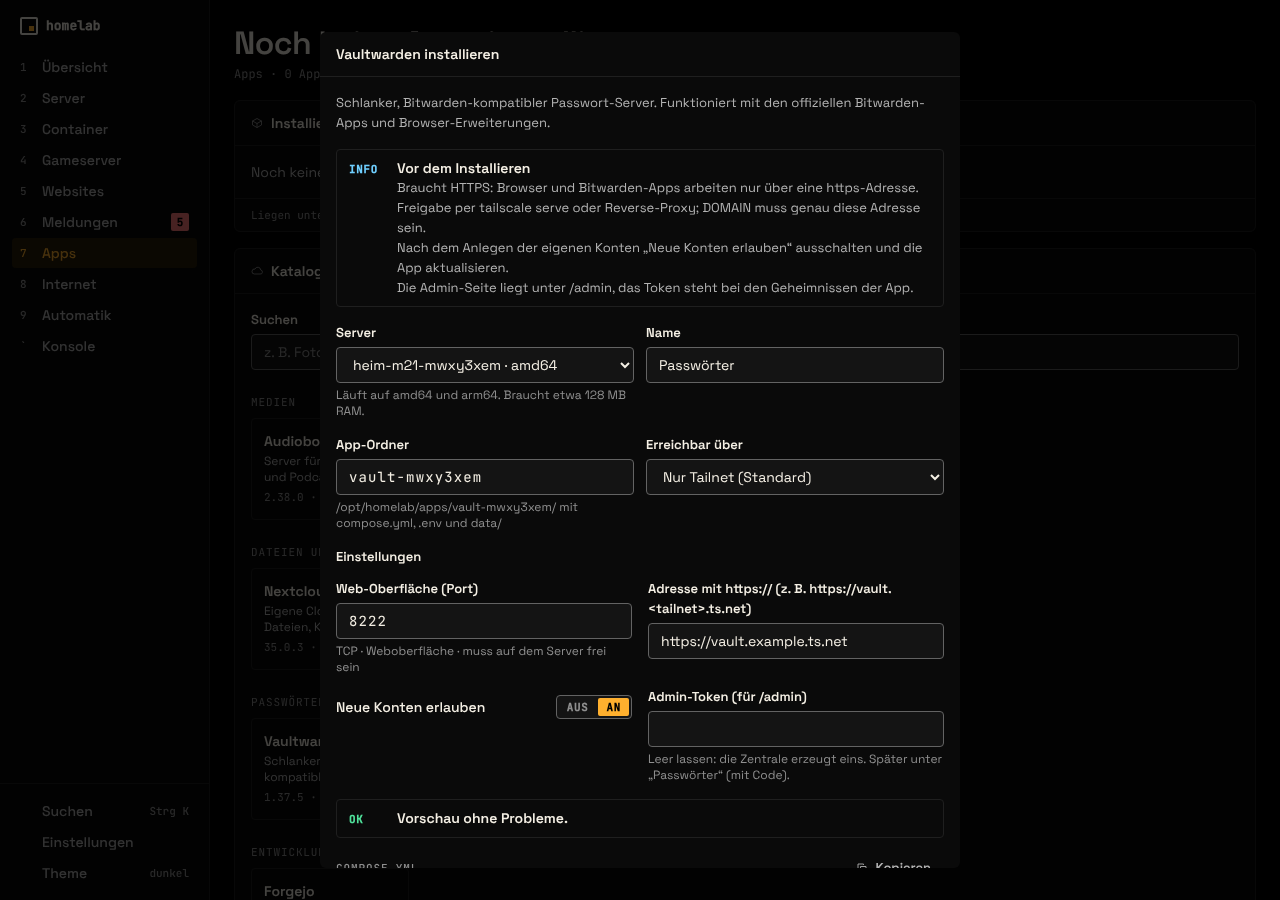 homelab
1 Übersicht
2 Server
3 Container
4 Gameserver
5 Websites
6 Meldungen 5
7 Apps
8 Internet
9 Automatik
` Konsole
Suchen Strg K
Einstellungen
Theme dunkel
Noch
Apps · 0 App
Installie
Noch keine
Liegen unte
Katalog
Suchen
z. B. Foto
MEDIEN
Audiobo
Server für
und Podca
2.38.0 ·
DATEIEN U
Nextclou
Eigene Clo
Dateien, K
35.0.3 ·
PASSWÖRTE
Vaultwar
Schlanker
kompatibl
1.37.5 ·
ENTWICKLU
Forgejo
Vaultwarden installieren
Schlanker, Bitwarden-kompatibler Passwort-Server. Funktioniert mit den offiziellen Bitwarden-
Apps und Browser-Erweiterungen.
INFO Vor dem Installieren
Braucht HTTPS: Browser und Bitwarden-Apps arbeiten nur über eine https-Adresse.
Freigabe per tailscale serve oder Reverse-Proxy; DOMAIN muss genau diese Adresse
sein.
Nach dem Anlegen der eigenen Konten „Neue Konten erlauben“ ausschalten und die
App aktualisieren.
Die Admin-Seite liegt unter /admin, das Token steht bei den Geheimnissen der App.
Server
heim-m21-mwxy3xem · amd64
Läuft auf amd64 und arm64. Braucht etwa 128 MB
RAM.
Name
Passwörter
App-Ordner
vault-mwxy3xem
/opt/homelab/apps/vault-mwxy3xem/ mit
compose.yml, .env und data/
Erreichbar über
Nur Tailnet (Standard)
Einstellungen
Web-Oberfläche (Port)
8222
TCP · Weboberfläche · muss auf dem Server frei
sein
Adresse mit https:// (z. B. https://vault.
<tailnet>.ts.net)
https://vault.example.ts.net
Neue Konten erlauben AUS AN
Admin-Token (für /admin)
Leer lassen: die Zentrale erzeugt eins. Später unter
„Passwörter“ (mit Code).
OK Vorschau ohne Probleme.
COMPOSE.YML Kopieren